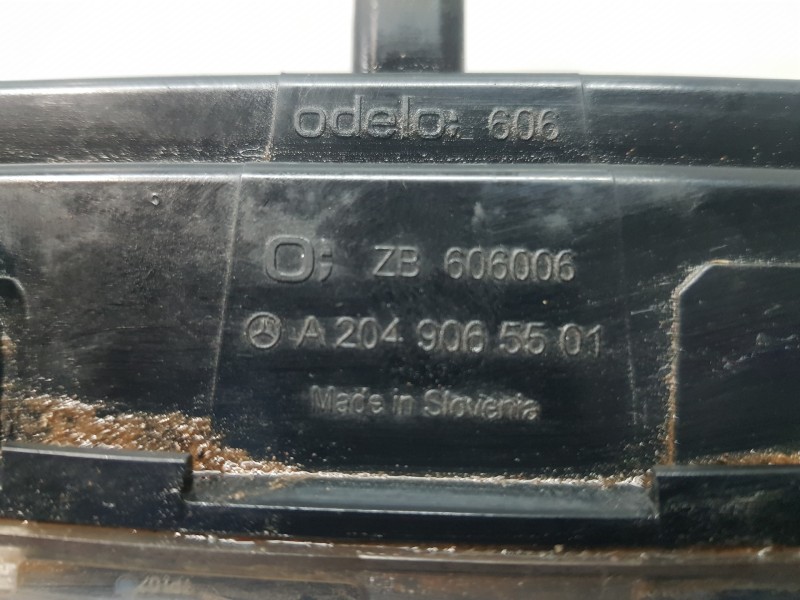 odelo; 606
O; ZB 606006
A 204 906 55 01
Made in Slovenia